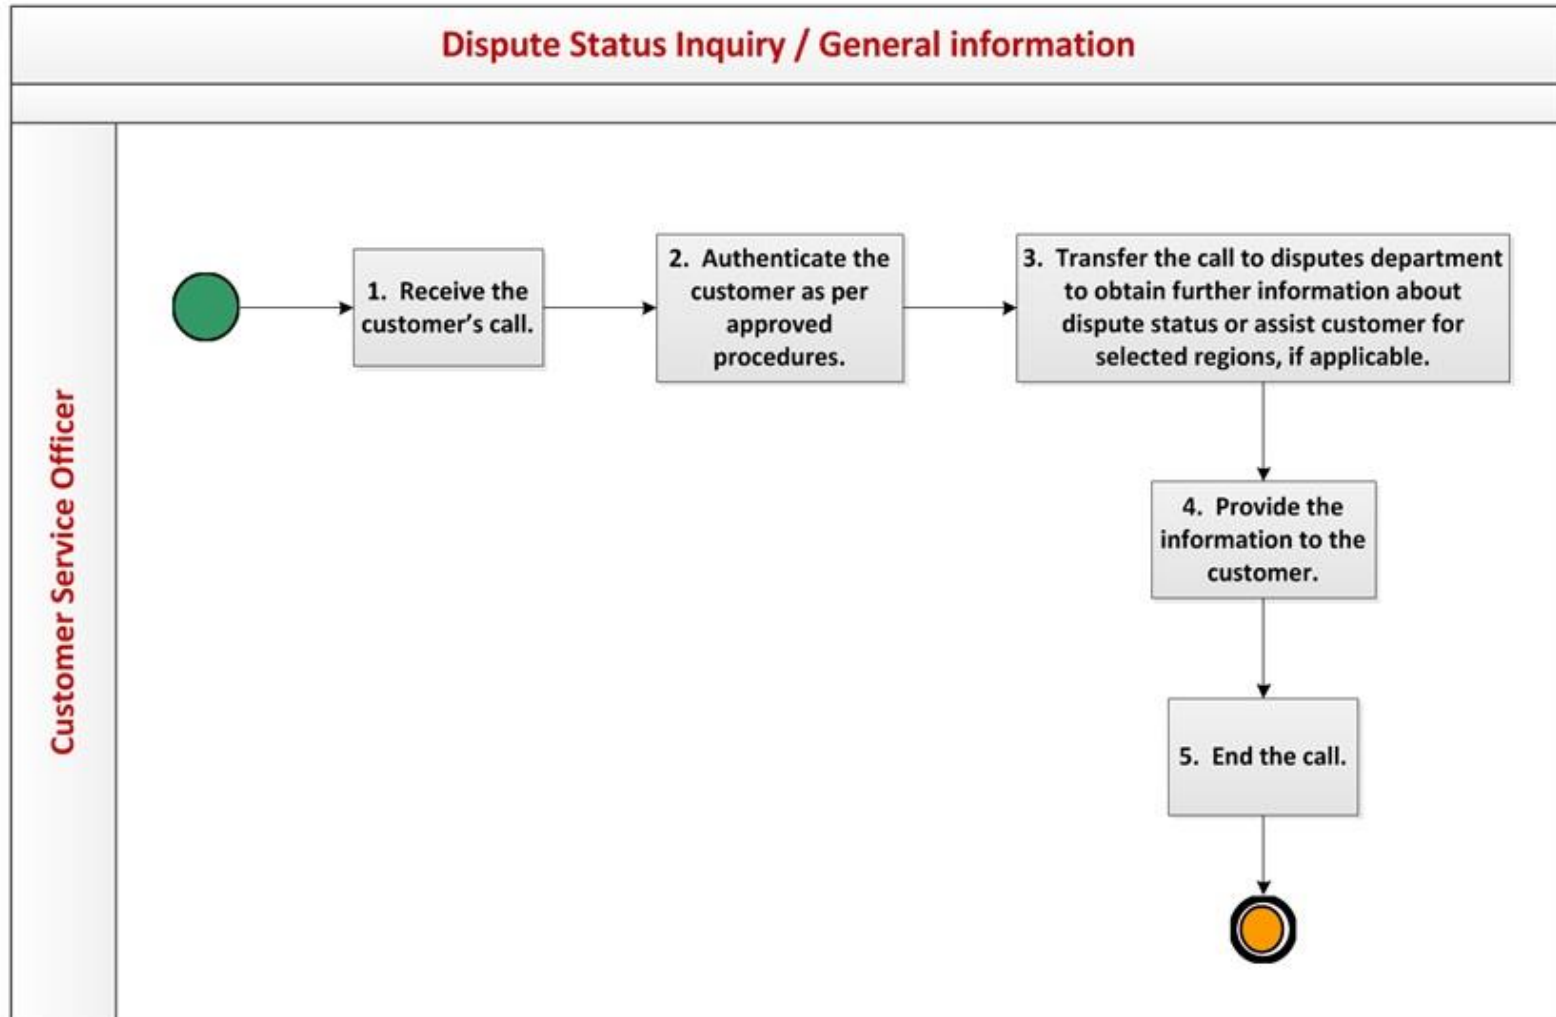 Dispute Status Inquiry / General information
Customer Service Officer
1. Receive the
customer’s call.
2. Authenticate the
customer as per
approved
procedures.
3. Transfer the call to disputes department
to obtain further information about
dispute status or assist customer for
selected regions, if applicable.
4. Provide the
information to the
customer.
5. End the call.